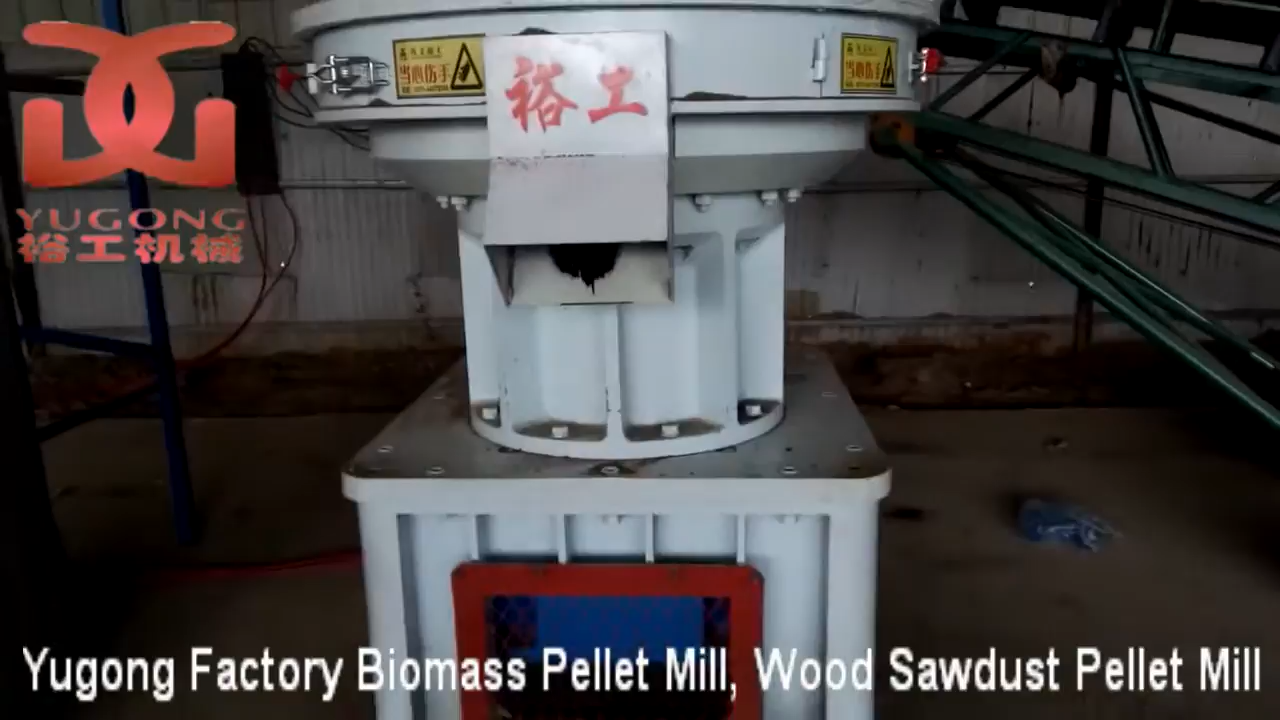 当心伤手
裕工
当心伤手
YUGONG
裕工机械
Yugong Factory Biomass Pellet Mill, Wood Sawdust Pellet Mill